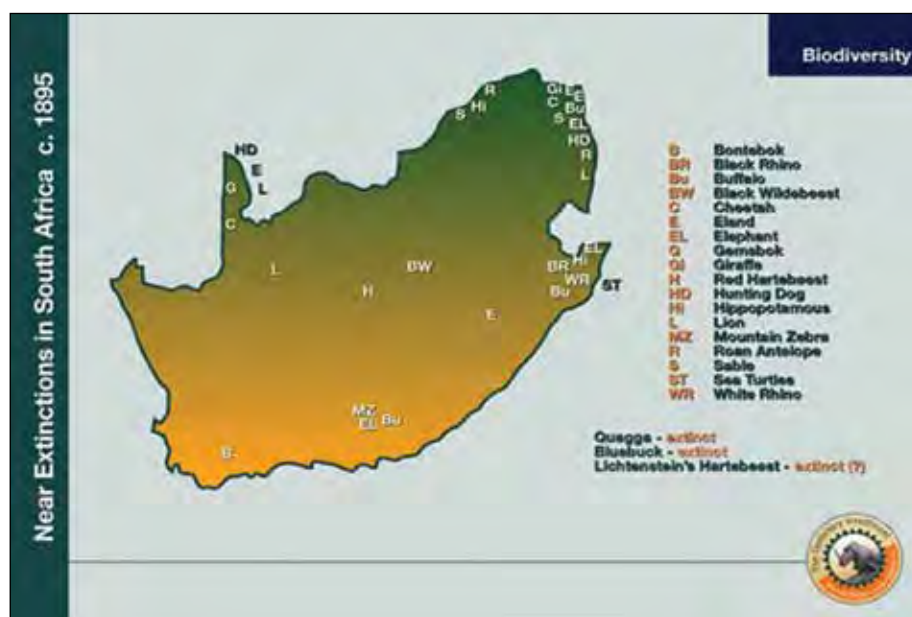 Near Extinctions in South Africa c. 1895
Biodiversity
R
Hi
S
Gi E
C E
Bu
S
EL
HD
R
L
HD
E
G L
C
EL
L BW BR Hi
WR ST
H Bu
E
MZ
EL Bu
B
B Bontebok
BR Black Rhino
Bu Buffalo
BW Black Wildebeest
C Cheetah
E Eland
EL Elephant
G Gemsbok
Gi Giraffe
H Red Hartebeest
HD Hunting Dog
Hi Hippopotamous
L Lion
MZ Mountain Zebra
R Roan Antelope
S Sable
ST Sea Turtles
WR White Rhino
Quagga - extinct
Bluebuck - extinct
Lichtenstein's Hartebeest - extinct (?)